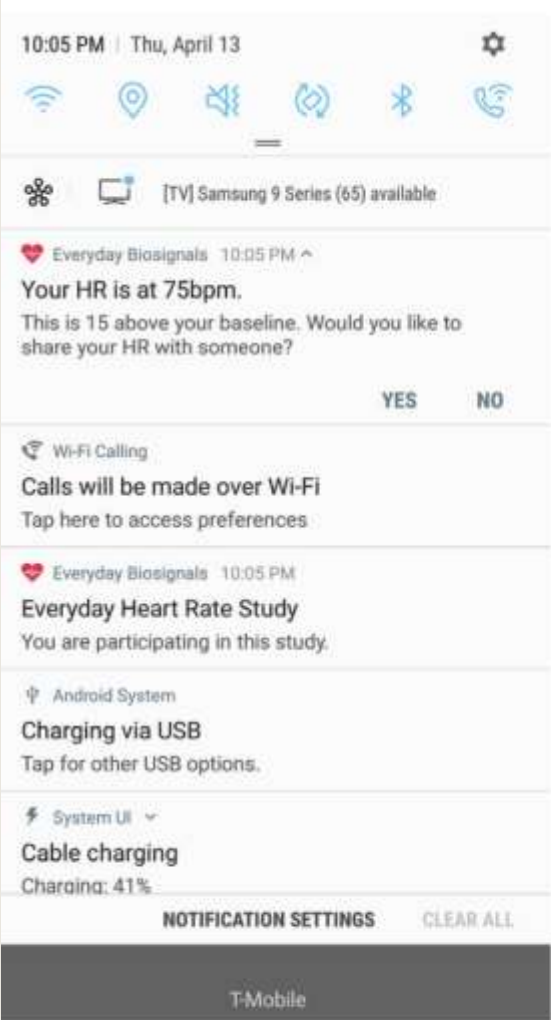 10:05 PM | Thu, April 13
[TV] Samsung 9 Series (65) available
Everyday Biosignals 10:05 PM
Your HR is at 75bpm.
This is 15 above your baseline. Would you like to
share your HR with someone?
YES NO
Wi-Fi Calling
Calls will be made over Wi-Fi
Tap here to access preferences
Everyday Biosignals 10:05 PM
Everyday Heart Rate Study
You are participating in this study.
Android System
Charging via USB
Tap for other USB options.
System UI
Cable charging
Charging: 41%
NOTIFICATION SETTINGS CLEAR ALL
T-Mobile